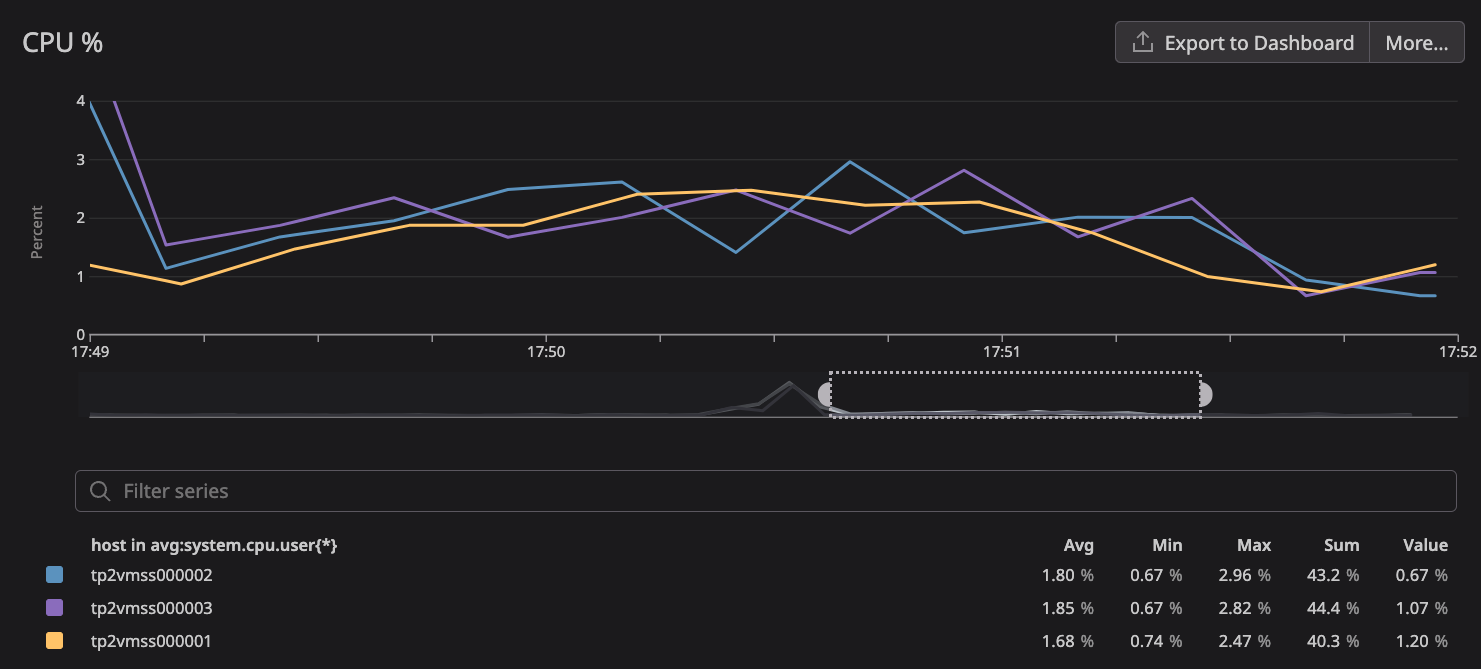 CPU %
Export to Dashboard More...
4
3
2
1
0
Percent
17:49 17:50 17:51 17:52
Filter series
host in avg:system.cpu.user{*} Avg Min Max Sum Value
tp2vmss000002 1.80 % 0.67 % 2.96 % 43.2 % 0.67 %
tp2vmss000003 1.85 % 0.67 % 2.82 % 44.4 % 1.07 %
tp2vmss000001 1.68 % 0.74 % 2.47 % 40.3 % 1.20 %